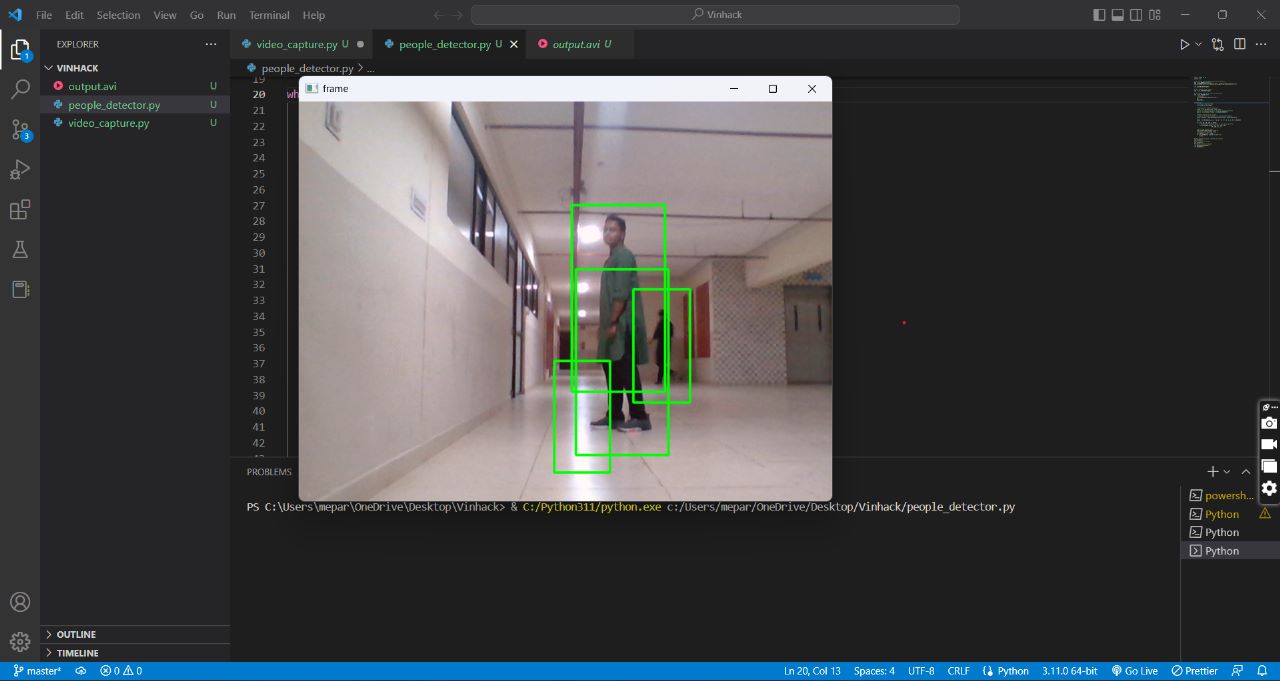 File Edit Selection View Go Run Terminal Help
Vinhack
EXPLORER
video_capture.py U
people_detector.py U
output.avi U
VINHACK
people_detector.py > ...
output.avi U
people_detector.py U
video_capture.py U
1
3
frame
19
20 wh
21
22
23
24
25
26
27
28
29
30
31
32
33
34
35
36
37
38
39
40
41
42
PROBLEMS
PS C:\Users\mepar\OneDrive\Desktop\Vinhack> & C:/Python311/python.exe c:/Users/mepar/OneDrive/Desktop/Vinhack/people_detector.py
powersh...
Python
Python
Python
OUTLINE
TIMELINE
master* 0 0 Ln 20, Col 13 Spaces: 4 UTF-8 CRLF Python 3.11.0 64-bit Go Live Prettier